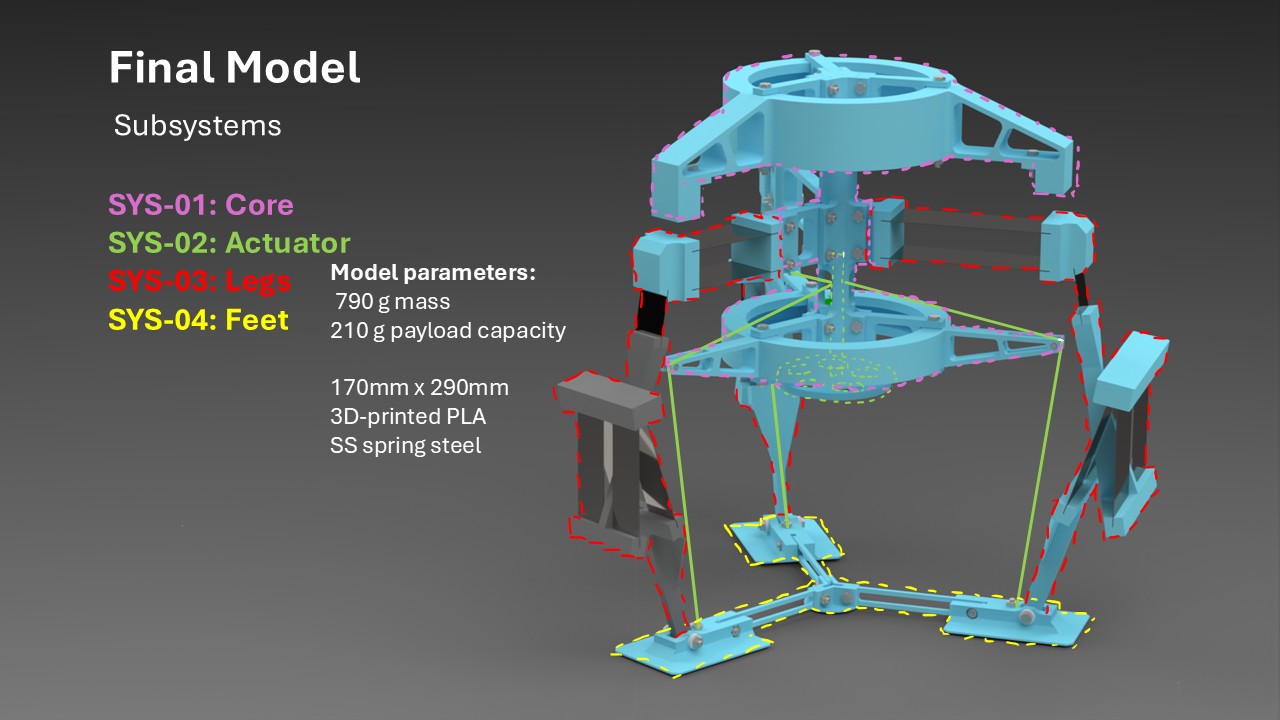 Final Model
Subsystems
SYS-01: Core
SYS-02: Actuator
SYS-03: Legs
SYS-04: Feet
Model parameters:
790 g mass
210 g payload capacity
170mm x 290mm
3D-printed PLA
SS spring steel